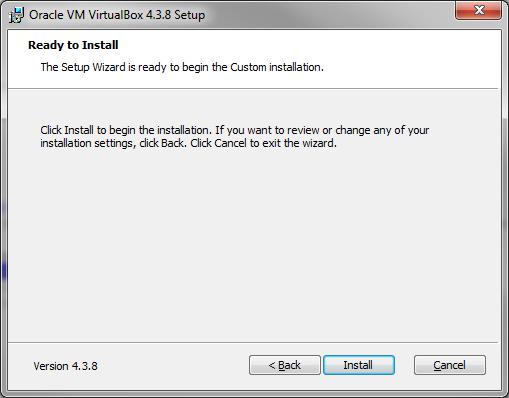 Oracle VM VirtualBox 4.3.8 Setup
Ready to Install
The Setup Wizard is ready to begin the Custom installation.
Click Install to begin the installation. If you want to review or change any of your
installation settings, click Back. Click Cancel to exit the wizard.
Version 4.3.8
< Back
Install
Cancel